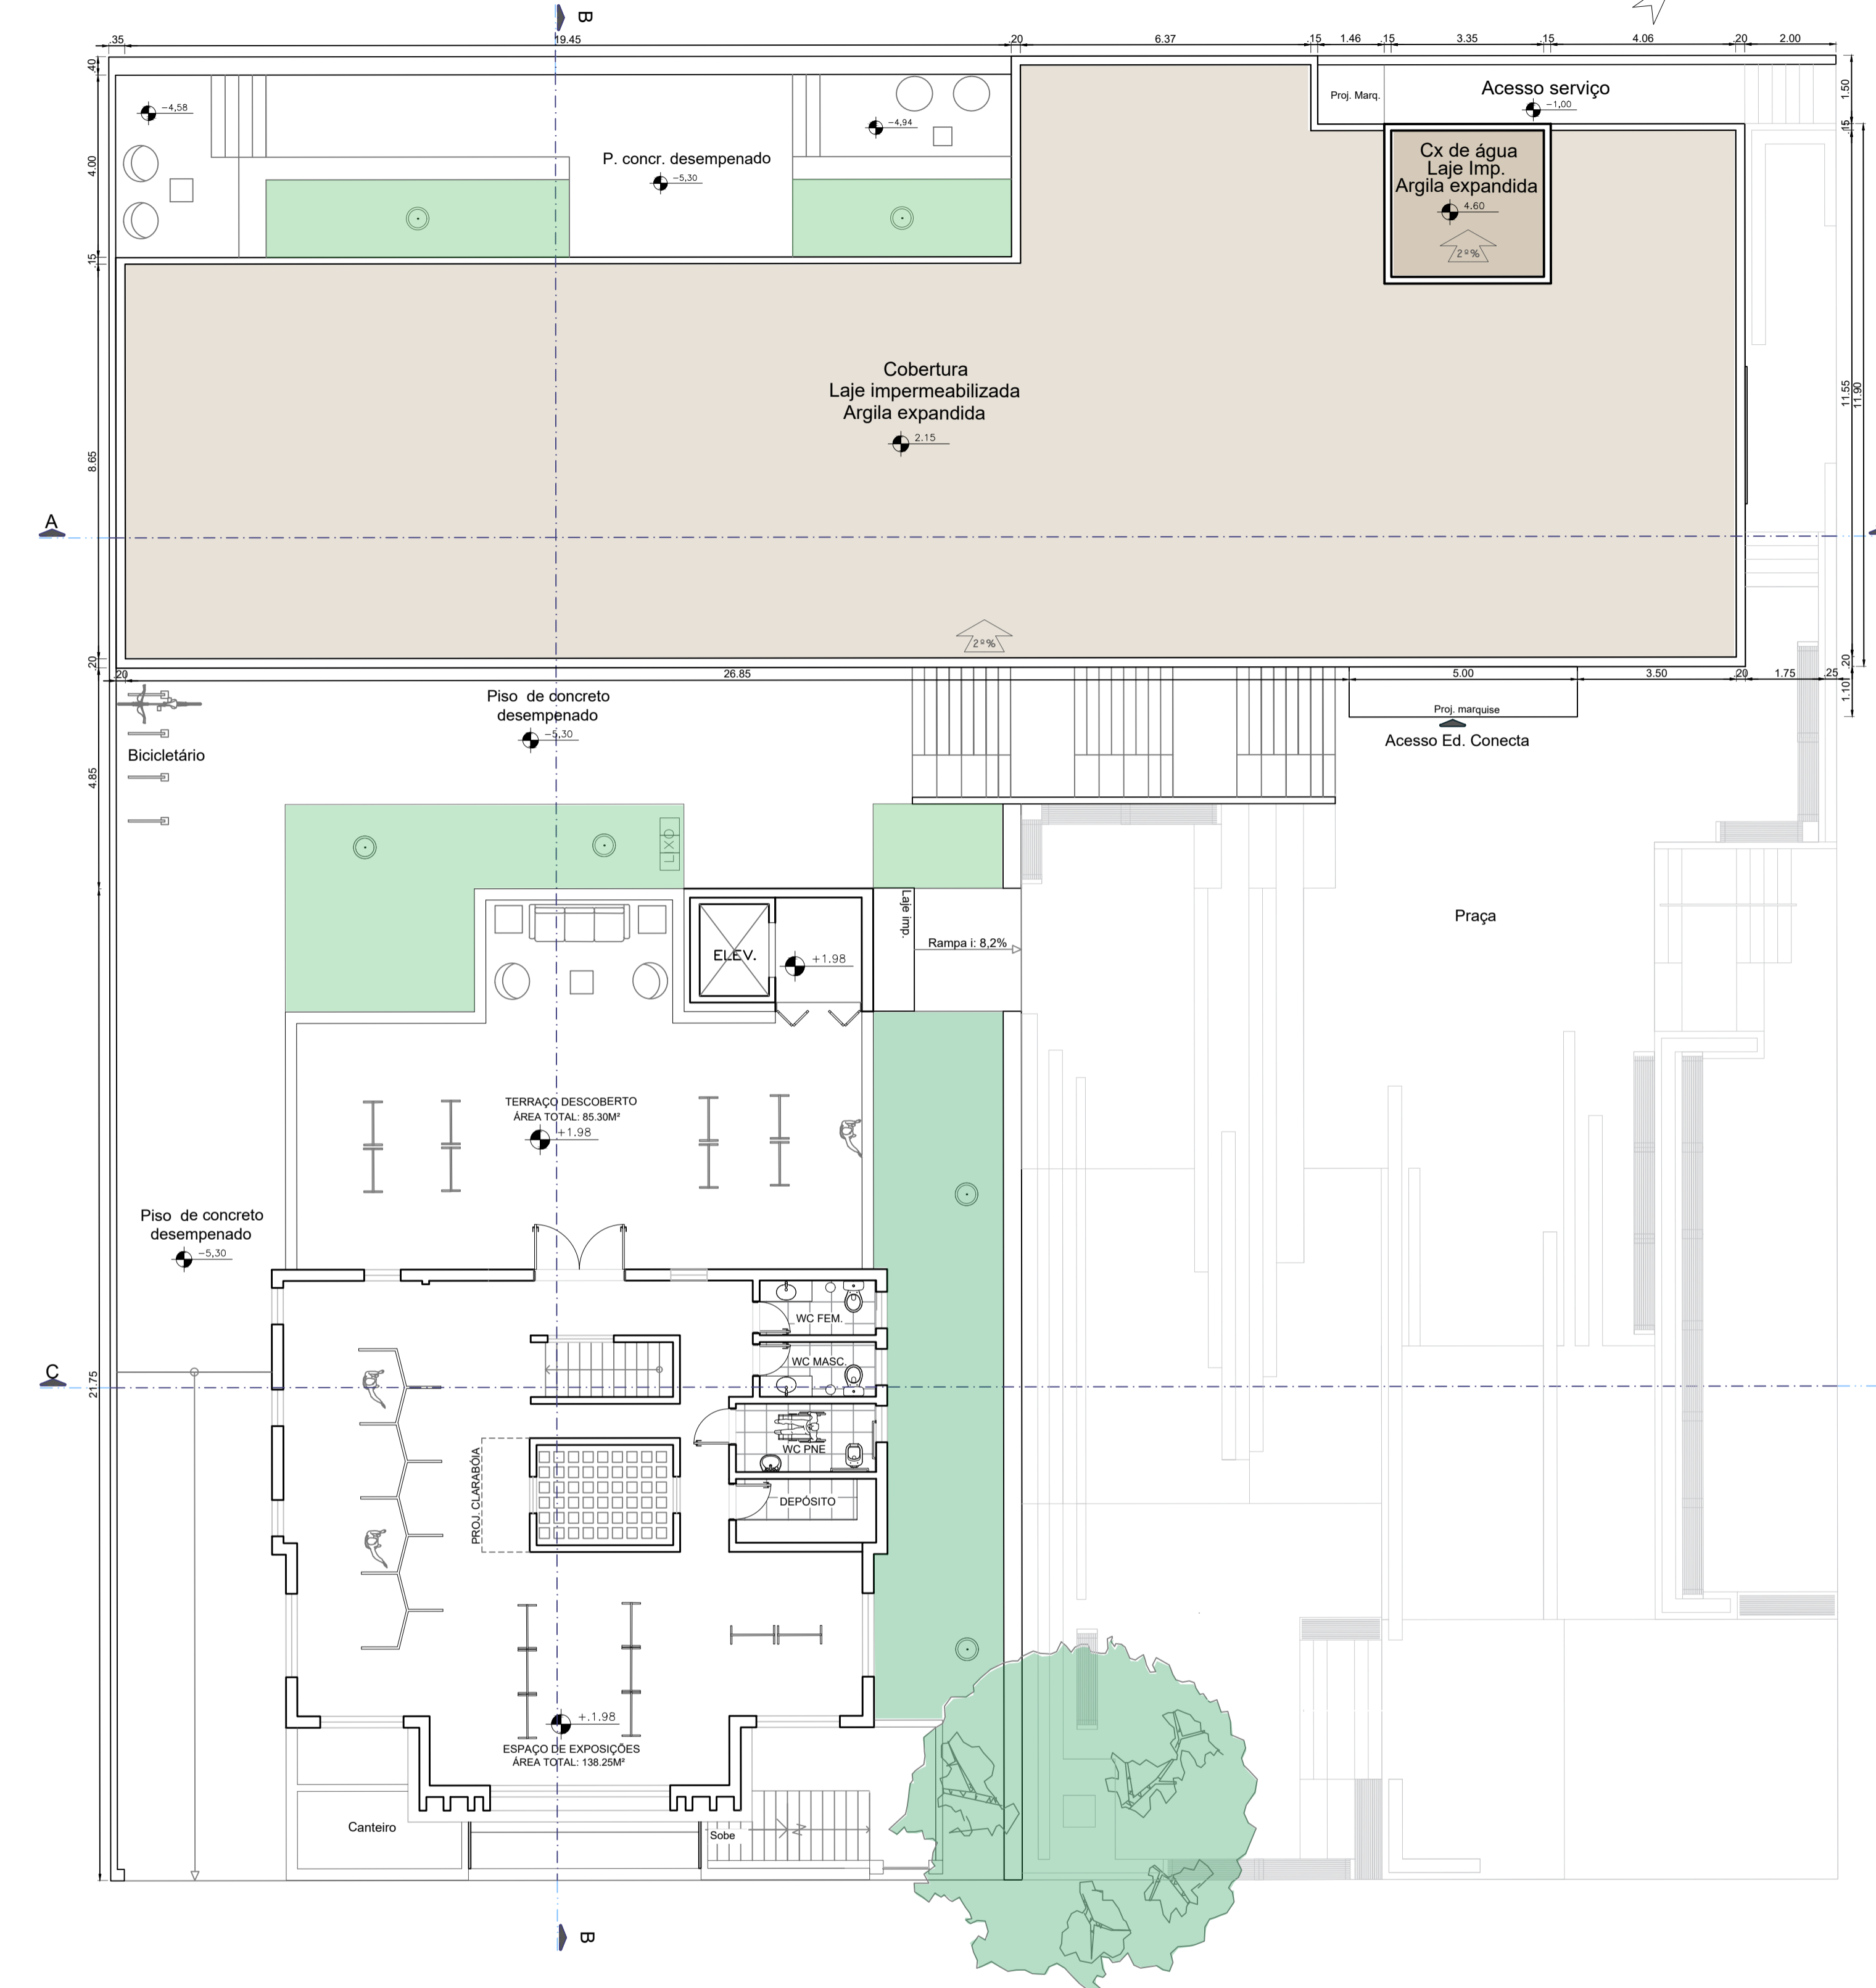 B
.35
19.45
.20
6.37
.15
1.46
.15
3.35
.15
4.06
.20
2.00
.40
4.00
.15
8.65
.20
4.85
21.75
1.50
.15
11.55
11.90
.20
1.10
-4,58
-4,94
P. concr. desempenado
-5,30
Proj. Marq.
Acesso serviço
-1,00
Cx de água
Laje Imp.
Argila expandida
4.60
2º%
Cobertura
Laje impermeabilizada
Argila expandida
2.15
A
2º%
.20
26.85
5.00
3.50
.20
1.75
.25
Piso de concreto
desempenado
-5,30
Proj. marquise
Acesso Ed. Conecta
Bicicletário
LIXO
Laje imp.
Rampa i: 8,2%
Praça
ELEV.
+1.98
TERRAÇO DESCOBERTO
ÁREA TOTAL: 85.30M²
+1.98
Piso de concreto
desempenado
-5,30
WC FEM.
WC MASC.
C
WC PNE
PROJ. CLARABÓIA
DEPÓSITO
+.1.98
ESPAÇO DE EXPOSIÇÕES
ÁREA TOTAL: 138.25M²
Canteiro
Sobe
B